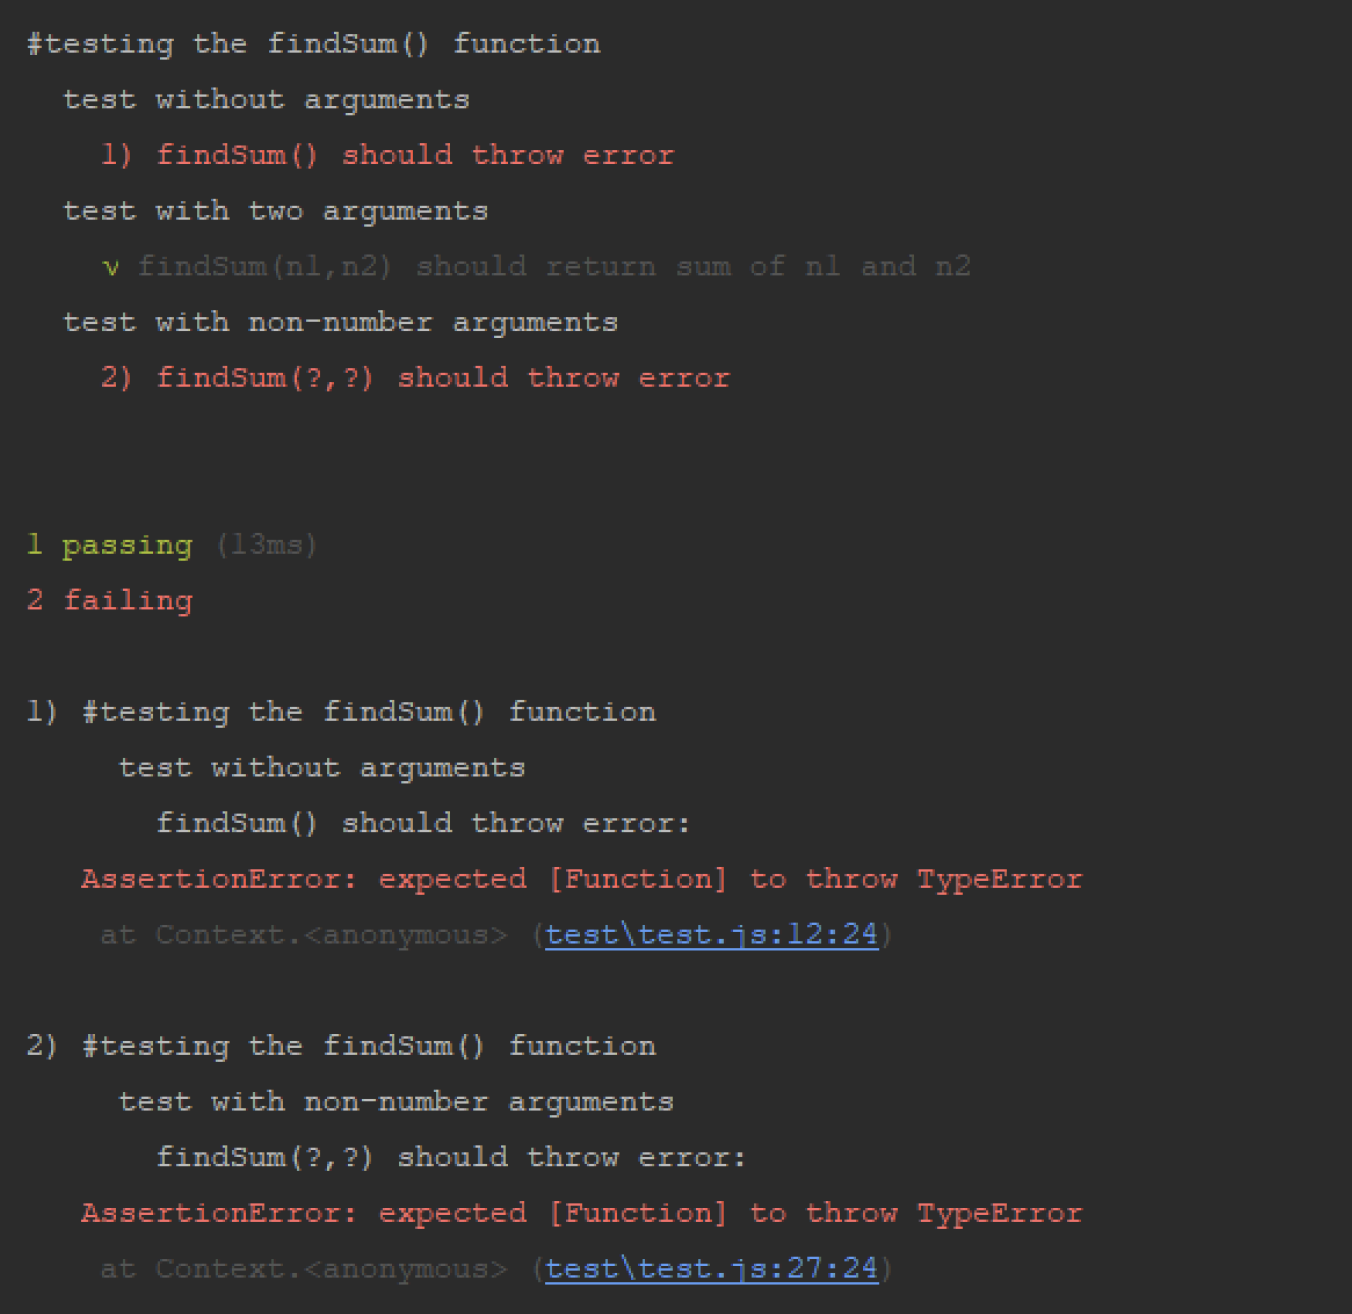 #testing the findSum() function
test without arguments
1) findSum() should throw error
test with two arguments
√ findSum(n1,n2) should return sum of n1 and n2
test with non-number arguments
2) findSum(?,?) should throw error
1 passing (13ms)
2 failing
1) #testing the findSum() function
test without arguments
findSum() should throw error:
AssertionError: expected [Function] to throw TypeError
at Context.<anonymous> (test\test.js:12:24)
2) #testing the findSum() function
test with non-number arguments
findSum(?,?) should throw error:
AssertionError: expected [Function] to throw TypeError
at Context.<anonymous> (test\test.js:27:24)